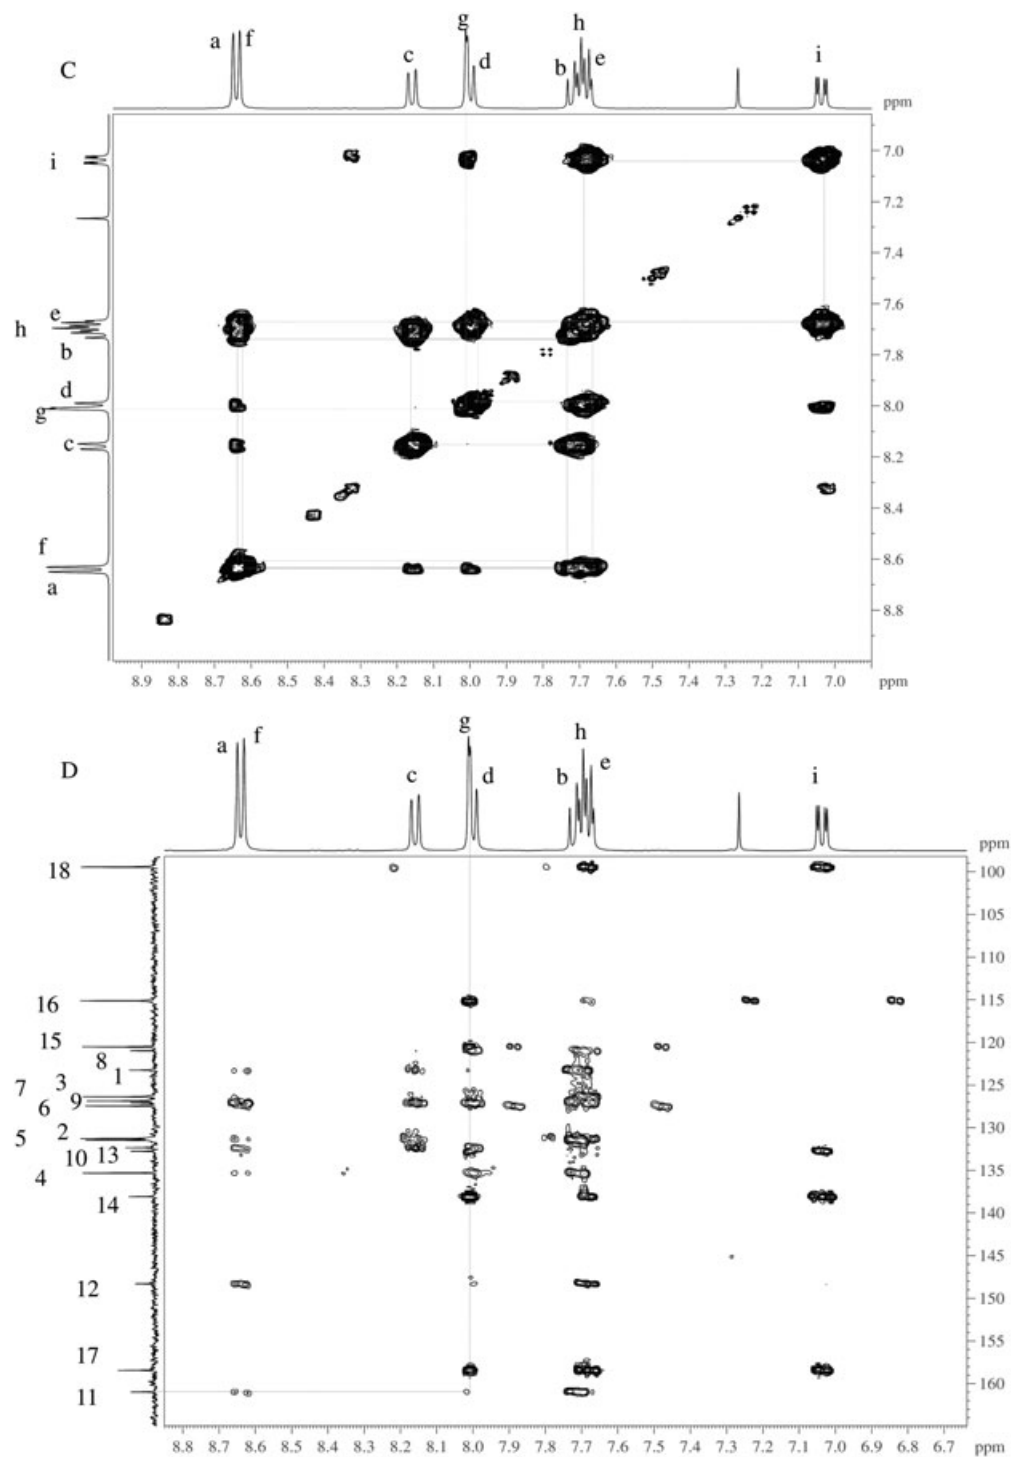 g
h
a f
c
d
b
e
i
C
ppm
i
7.0
7.2
7.4
7.6
e
h
b
7.8
d
g
8.0
c
8.2
8.4
f
8.6
a
8.8
8.9 8.8 8.7 8.6 8.5 8.4 8.3 8.2 8.1 8.0 7.9 7.8 7.7 7.6 7.5 7.4 7.3 7.2 7.1 7.0 ppm
g
h
a f
c
d
b
e
i
D
ppm
18
100
105
110
16
115
15
120
8
1
3
7
125
9
6
2
5
130
10 13
4
135
14
140
145
12
150
17
155
11
160
8.8 8.7 8.6 8.5 8.4 8.3 8.2 8.1 8.0 7.9 7.8 7.7 7.6 7.5 7.4 7.3 7.2 7.1 7.0 6.9 6.8 6.7 ppm